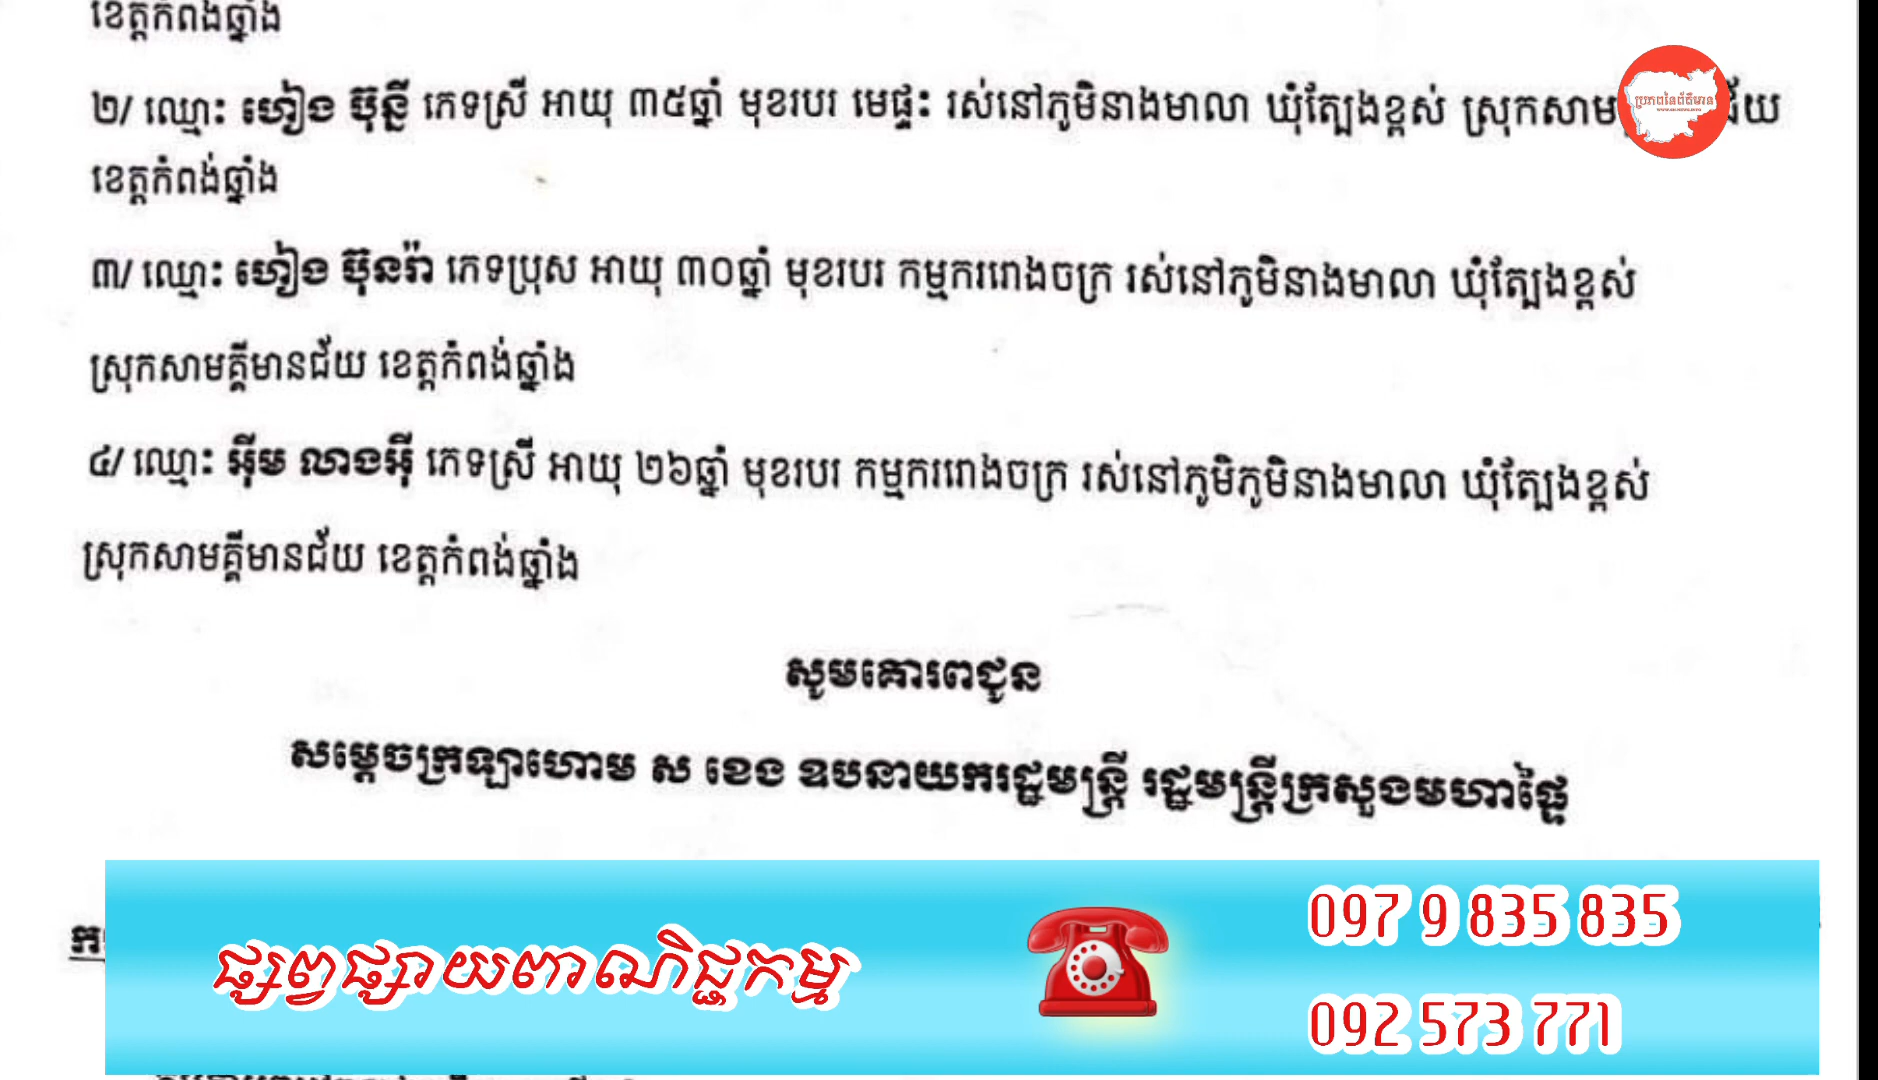 ខេត្តកំពង់ឆ្នាំង
២/ ឈ្មោះ ហៀង ប៊ុន្នី ភេទស្រី អាយុ ៣៥ឆ្នាំ មុខរបរ មេផ្ទះ រស់នៅភូមិនាងមាលា ឃុំត្បែងខ្ពស់ ស្រុកសាម ជ័យ
ប្រភពនៃព័ត៌មាន
ខេត្តកំពង់ឆ្នាំង
៣/ ឈ្មោះ ហៀង ប៊ុនរ៉ា ភេទប្រុស អាយុ ៣០ឆ្នាំ មុខរបរ កម្មកររោងចក្រ រស់នៅភូមិនាងមាលា ឃុំត្បែងខ្ពស់
ស្រុកសាមគ្គីមានជ័យ ខេត្តកំពង់ឆ្នាំង
៤/ ឈ្មោះ អ៊ីម លាងអ៊ី ភេទស្រី អាយុ ២៦ឆ្នាំ មុខរបរ កម្មកររោងចក្រ រស់នៅភូមិភូមិនាងមាលា ឃុំត្បែងខ្ពស់
ស្រុកសាមគ្គីមានជ័យ ខេត្តកំពង់ឆ្នាំង
សូមគោរពជូន
សម្តេចក្រឡាហោម ស ខេង ឧបនាយករដ្ឋមន្ត្រី រដ្ឋមន្ត្រីក្រសួងមហាផ្ទៃ
ផ្សព្វផ្សាយពាណិជ្ជកម្ម
097 9 835 835
092 573 771